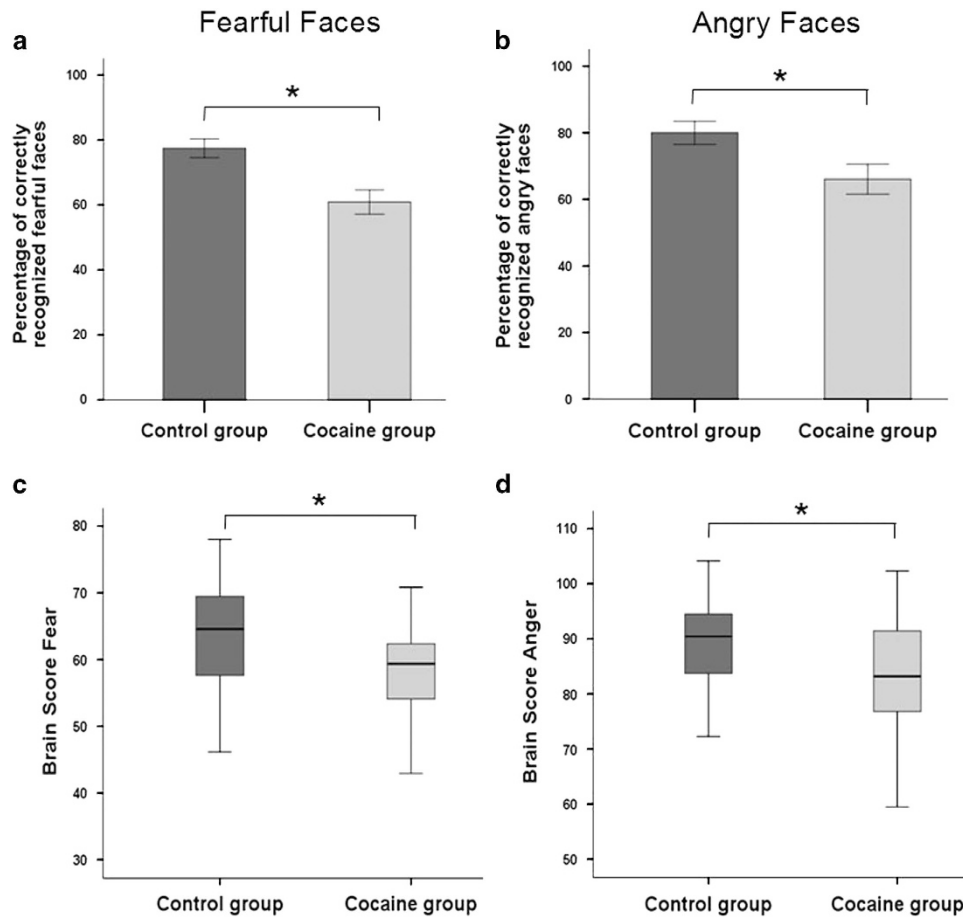 a
Fearful Faces
Percentage of correctly
recognized fearful faces
100
80
60
40
20
0
*
Control group
Cocaine group
b
Angry Faces
Percentage of correctly
recognized angry faces
100
80
60
40
20
0
*
Control group
Cocaine group
c
Brain Score Fear
80
70
60
50
40
30
*
Control group
Cocaine group
d
Brain Score Anger
110
100
90
80
70
60
50
*
Control group
Cocaine group